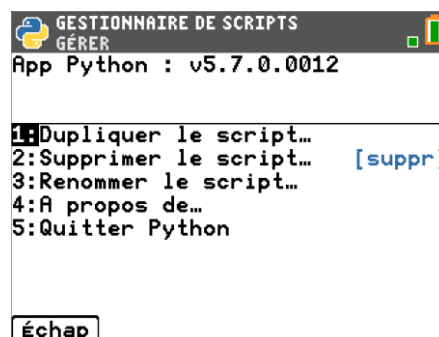 GESTIONNAIRE DE SCRIPTS
GÉRER
App Python : v5.7.0.0012
1:Dupliquer le script…
2:Supprimer le script… [suppr]
3:Renommer le script…
4:A propos de…
5:Quitter Python
Échap